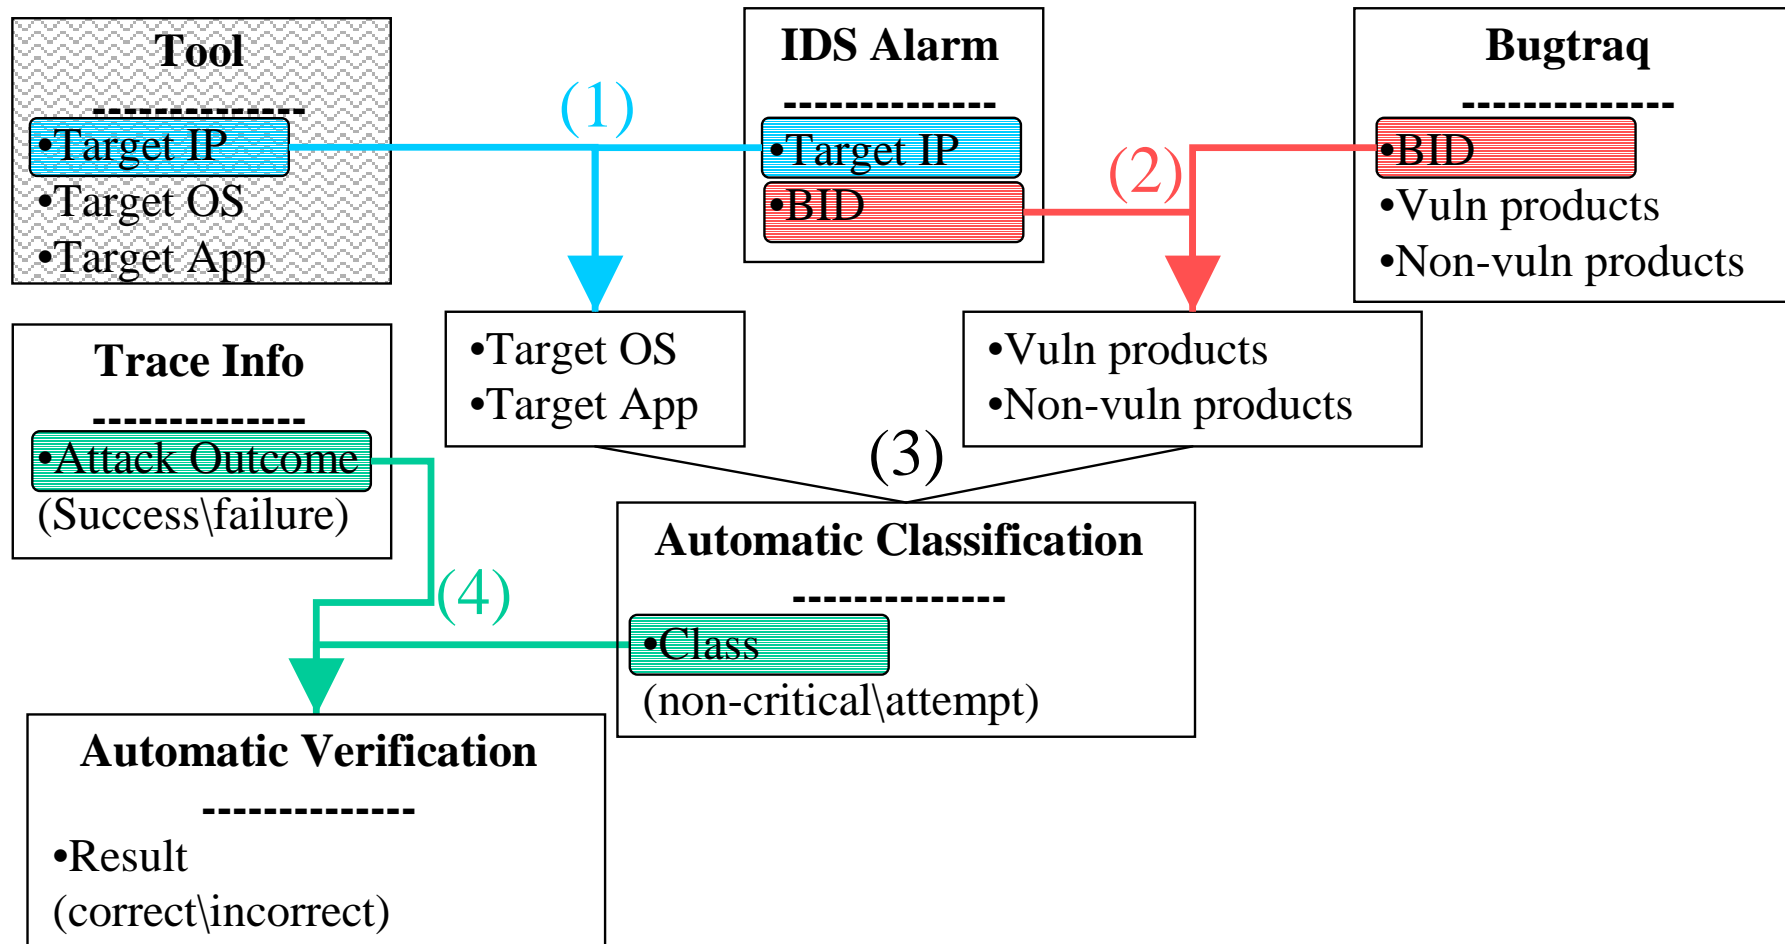 Tool
--------------
•Target IP
•Target OS
•Target App
(1)
IDS Alarm
--------------
•Target IP
•BID
(2)
Bugtraq
--------------
•BID
•Vuln products
•Non-vuln products
•Target OS
•Target App
•Vuln products
•Non-vuln products
(3)
Trace Info
--------------
•Attack Outcome
(Success\failure)
(4)
Automatic Classification
--------------
•Class
(non-critical\attempt)
Automatic Verification
--------------
•Result
(correct\incorrect)